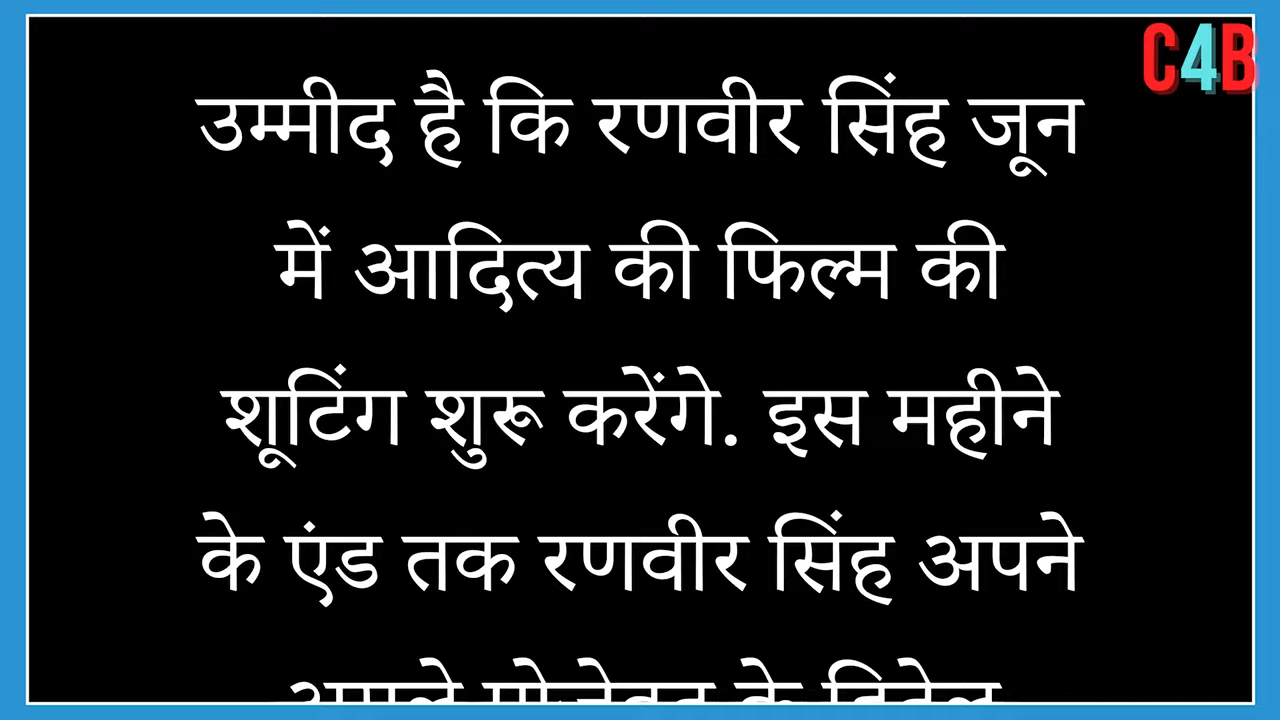 C4B
उम्मीद है कि रणवीर सिंह जून
में आदित्य की फिल्म की
शूटिंग शुरू करेंगे. इस महीने
के एंड तक रणवीर सिंह अपने